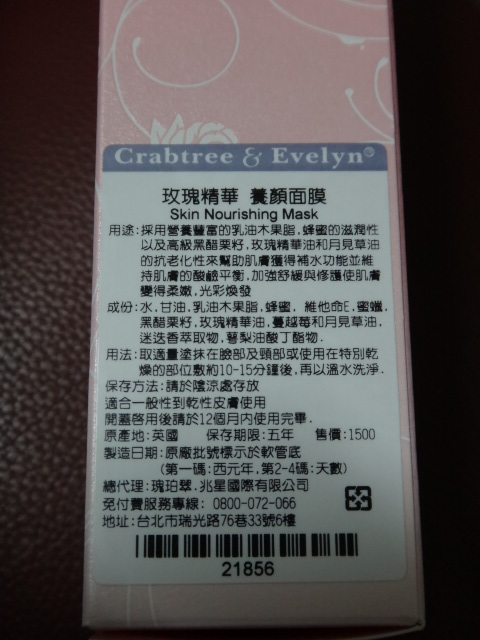 Crabtree & Evelyn®
玫瑰精華 養顏面膜
Skin Nourishing Mask
用途:採用營養豐富的乳油木果脂,蜂蜜的滋潤性
以及高級黑醋栗籽,玫瑰精華油和月見草油
的抗老化性來幫助肌膚獲得補水功能並維
持肌膚的酸鹼平衡.加強舒緩與修護使肌膚
變得柔嫩,光彩煥發
成份:水,甘油,乳油木果脂,蜂蜜, 維他命E,蜜蠟,
黑醋栗籽,玫瑰精華油,蔓越莓和月見草油,
迷迭香萃取物,蓖梨油酸丁酯物.
用法:取適量塗抹在臉部及頸部或使用在特別乾
燥的部位敷約10-15分鐘後,再以溫水洗淨.
保存方法:請於陰涼處存放
適合一般性到乾性皮膚使用
開蓋啓用後請於12個月內使用完畢.
原產地:英國 保存期限:五年 售價:1500
製造日期:原廠批號標示於軟管底
(第一碼:西元年,第2-4碼:天數)
總代理:瑰珀翠.兆星國際有限公司
免付費服務專線: 0800-072-066
地址:台北市瑞光路76巷33號6樓
21856